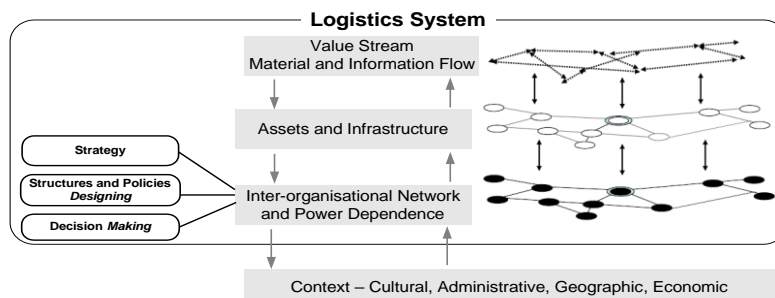 Logistics System
Value Stream
Material and Information Flow
Assets and Infrastructure
Strategy
Structures and Policies
Designing
Decision Making
Inter-organisational Network
and Power Dependence
Context – Cultural, Administrative, Geographic, Economic